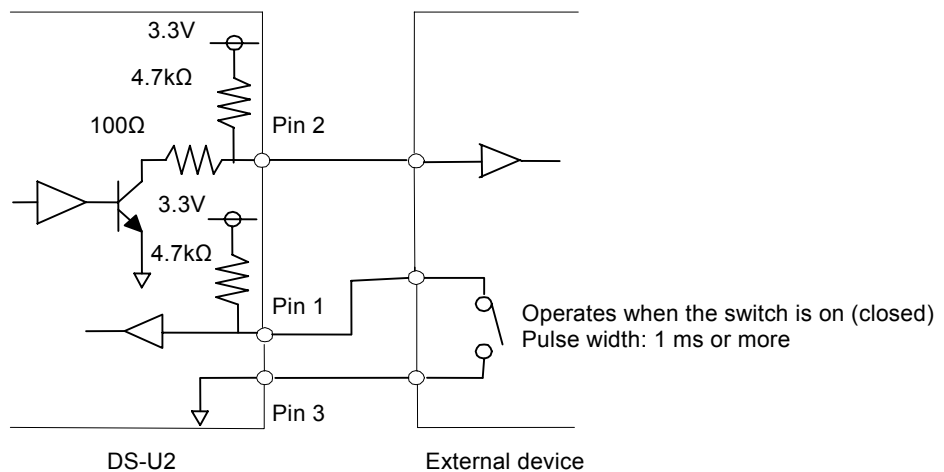 3.3V
4.7kΩ
100Ω
Pin 2
3.3V
4.7kΩ
Pin 1
Operates when the switch is on (closed)
Pulse width: 1 ms or more
Pin 3
DS-U2
External device